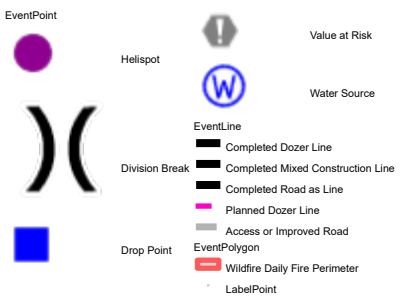 EventPoint
Helispot
Division Break
Drop Point
Value at Risk
W
Water Source
EventLine
Completed Dozer Line
Completed Mixed Construction Line
Completed Road as Line
Planned Dozer Line
Access or Improved Road
EventPolygon
Wildfire Daily Fire Perimeter
LabelPoint